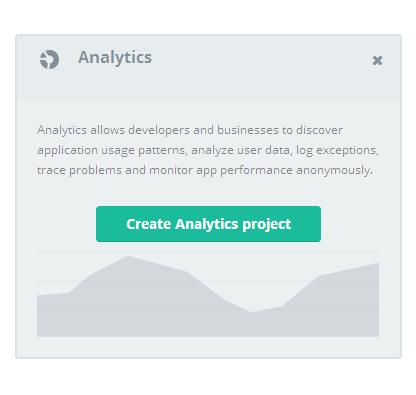 Analytics
Analytics allows developers and businesses to discover
application usage patterns, analyze user data, log exceptions,
trace problems and monitor app performance anonymously.
Create Analytics project